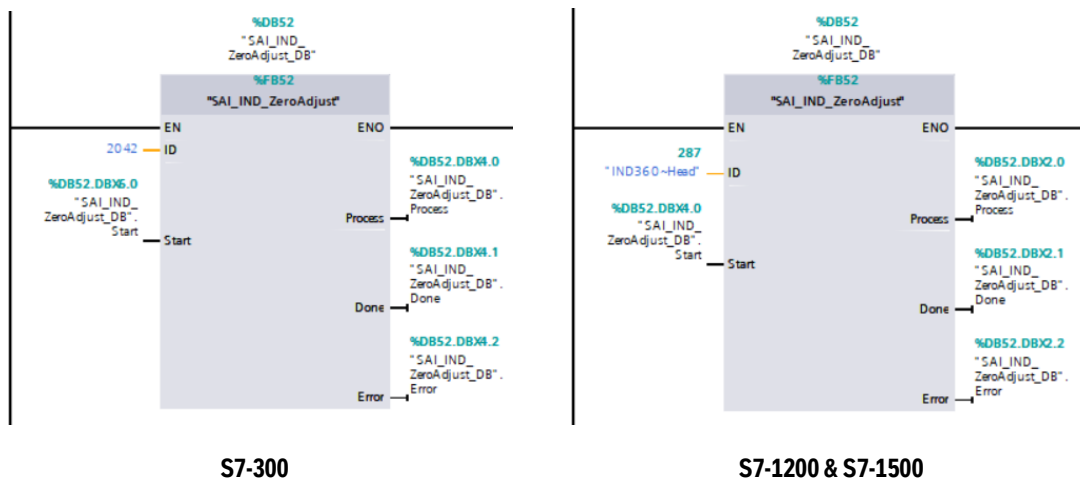 %DB52
"SAI_IND_
ZeroAdjust_DB"
%FB52
"SAI_IND_ZeroAdjust"
EN
ENO
2042
ID
%DB52.DBX6.0
"SAI_IND_
ZeroAdjust_DB".
Start
Start
%DB52.DBX4.0
"SAI_IND_
ZeroAdjust_DB".
Process
Process
%DB52.DBX4.1
"SAI_IND_
ZeroAdjust_DB".
Done
Done
%DB52.DBX4.2
"SAI_IND_
ZeroAdjust_DB".
Error
Error
S7-300
%DB52
"SAI_IND_
ZeroAdjust_DB"
%FB52
"SAI_IND_ZeroAdjust"
EN
ENO
287
"IND360~Head"
ID
%DB52.DBX4.0
"SAI_IND_
ZeroAdjust_DB".
Start
Start
%DB52.DBX2.0
"SAI_IND_
ZeroAdjust_DB".
Process
Process
%DB52.DBX2.1
"SAI_IND_
ZeroAdjust_DB".
Done
Done
%DB52.DBX2.2
"SAI_IND_
ZeroAdjust_DB".
Error
Error
S7-1200 & S7-1500